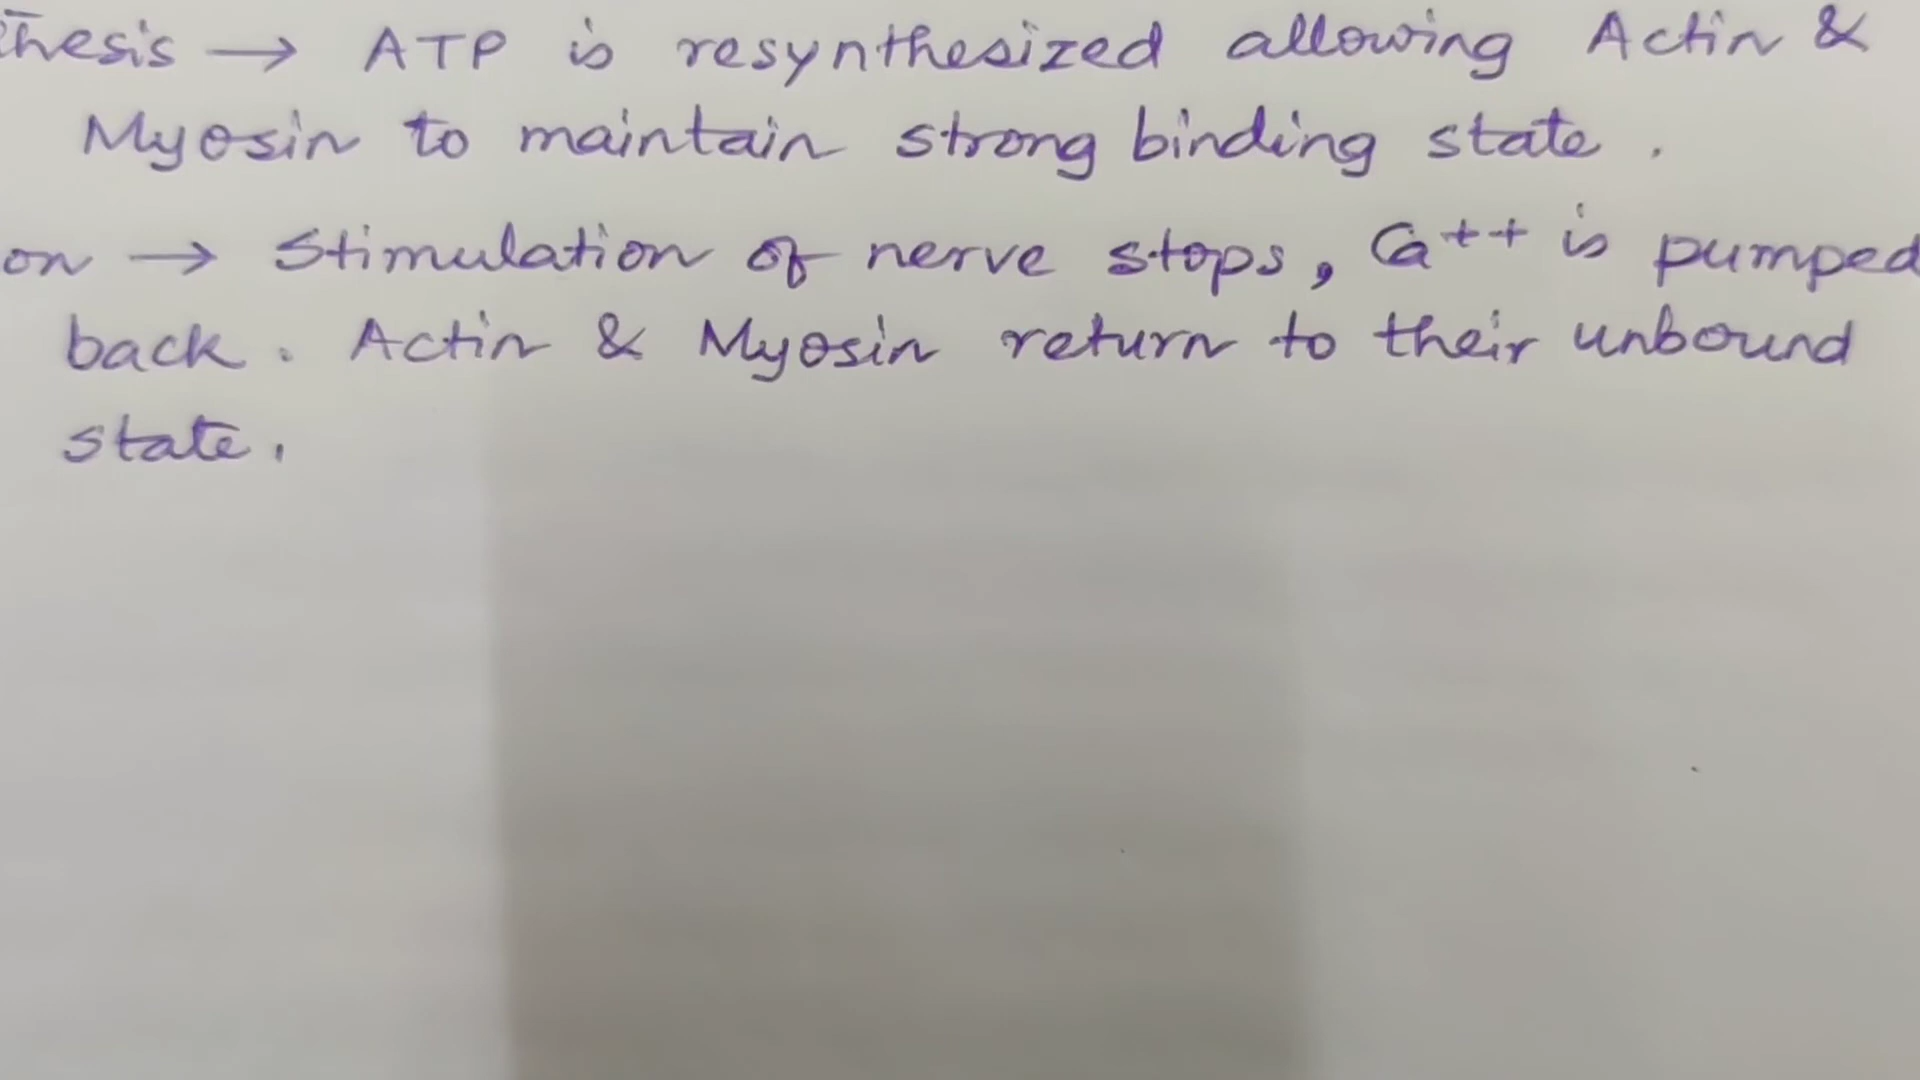 thesis → ATP is resynthesized allowing Actin &
Myosin to maintain strong binding state.
on → Stimulation of nerve stops, Ca++ is pumped
back. Actin & Myosin return to their unbound
state.